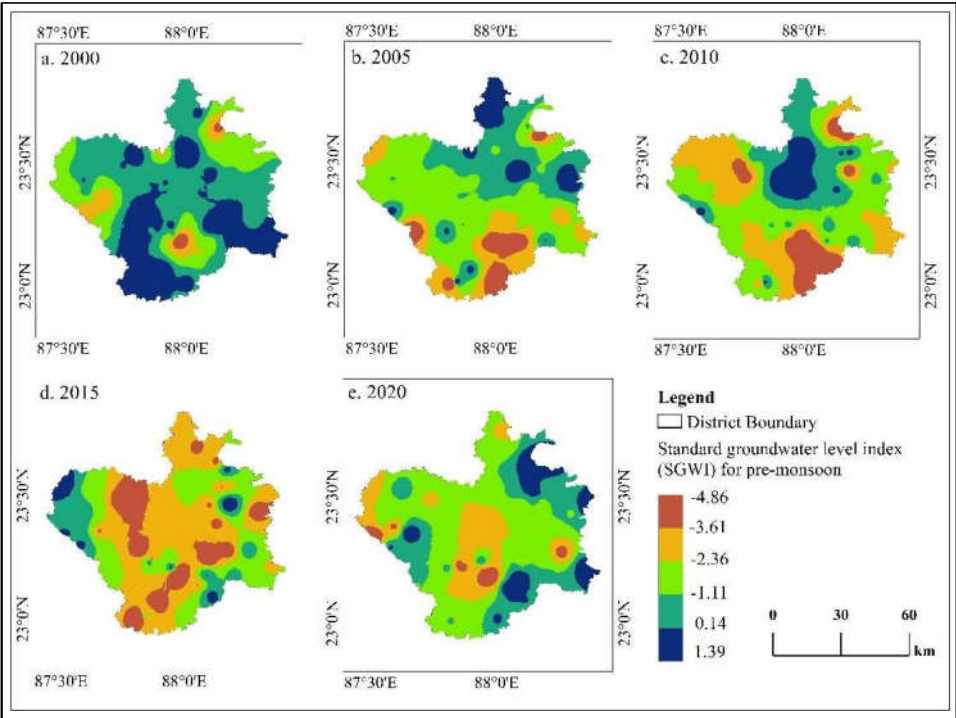 87°30'E 88°0'E 87°30'E 88°0'E 87°30'E 88°0'E
a. 2000 b. 2005 c. 2010
23°30'N 23°30'N 23°30'N 23°30'N
23°0'N 23°0'N 23°0'N 23°0'N
87°30'E 88°0'E 87°30'E 88°0'E 87°30'E 88°0'E
d. 2015 e. 2020
Legend
District Boundary
Standard groundwater level index
(SGWI) for pre-monsoon
23°30'N 23°30'N 23°30'N
-4.86
-3.61
-2.36
-1.11
0.14
1.39
23°0'N 23°0'N 23°0'N
0 30 60
km
87°30'E 88°0'E 87°30'E 88°0'E